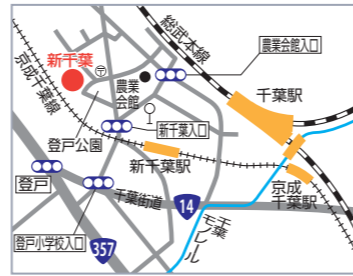 総武本線
農業会館入口
新千葉
〒
農業
会館
京成千葉線
千葉駅
登戸公園
新千葉入口
新千葉駅
京成
千葉駅
登戸
千葉街道
14
千葉
モノレール
登戸小学校入口
357